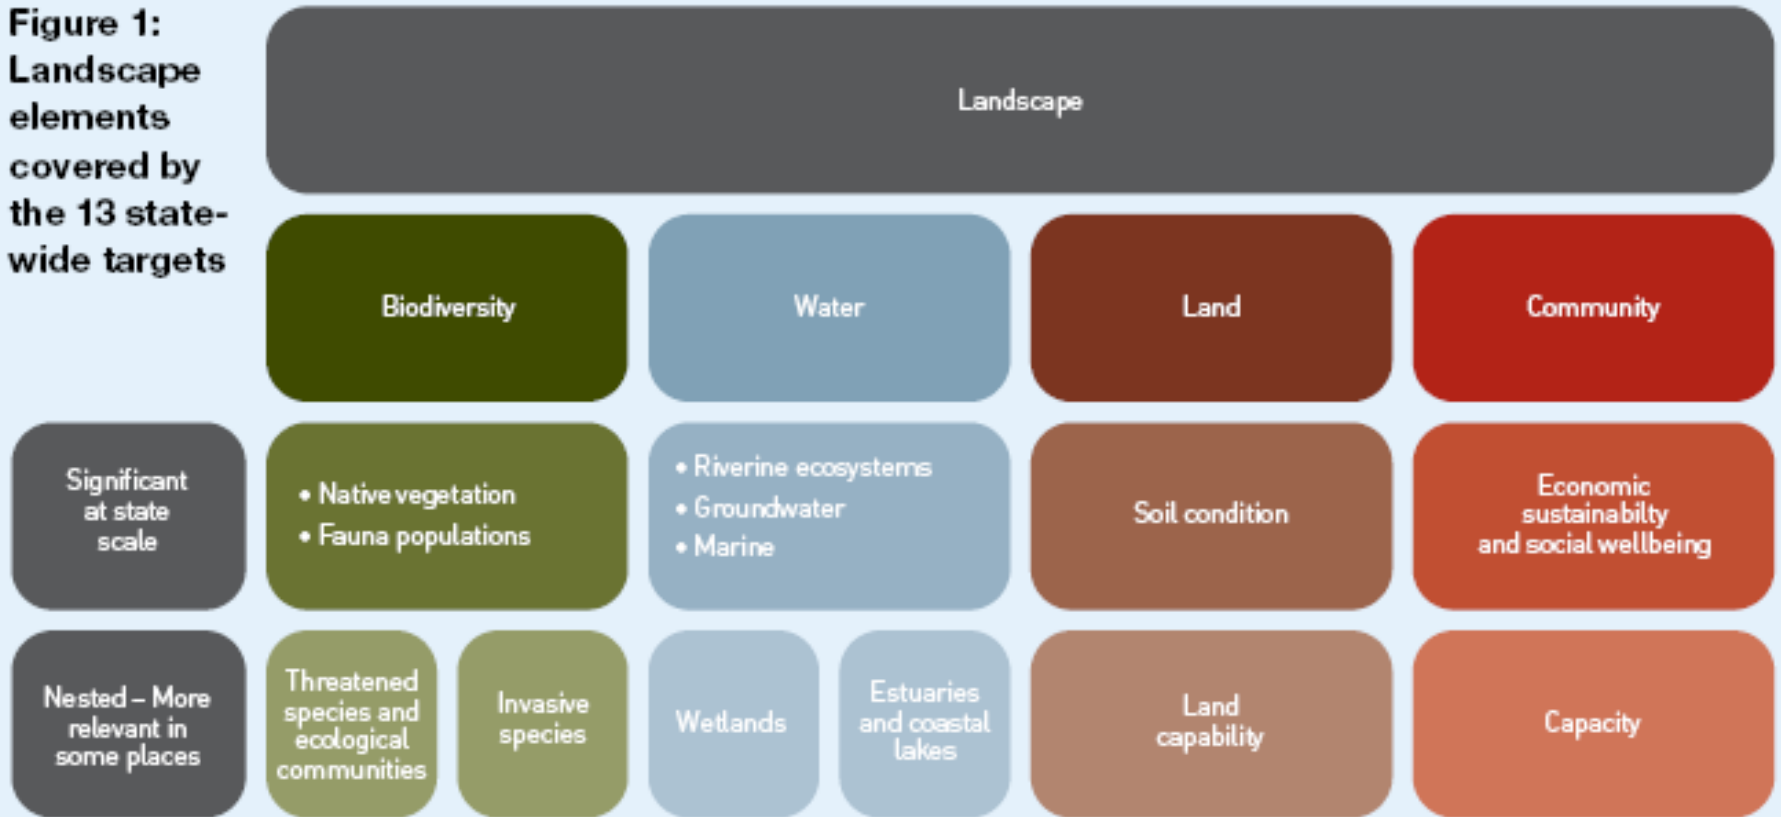 Figure 1:
Landscape
elements
covered by
the 13 state-
wide targets
Landscape
Biodiversity
Water
Land
Community
Significant
at state
scale
• Native vegetation
• Fauna populations
• Riverine ecosystems
• Groundwater
• Marine
Soil condition
Economic
sustainabilty
and social wellbeing
Nested – More
relevant in
some places
Threatened
species and
ecological
communities
Invasive
species
Wetlands
Estuaries
and coastal
lakes
Land
capability
Capacity